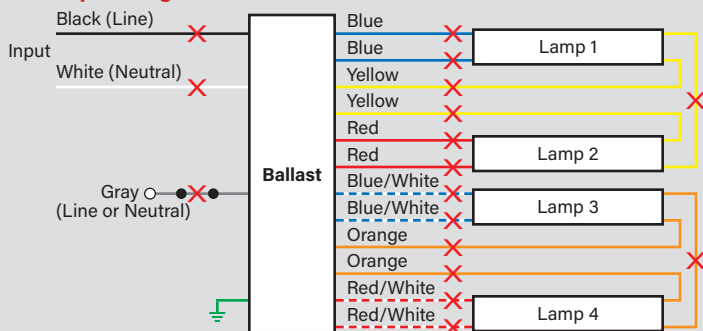 Black (Line)
Input
White (Neutral)
Gray
(Line or Neutral)
Ballast
Blue
Blue
Yellow
Yellow
Red
Red
Blue/White
Blue/White
Orange
Orange
Red/White
Red/White
Lamp 1
Lamp 2
Lamp 3
Lamp 4